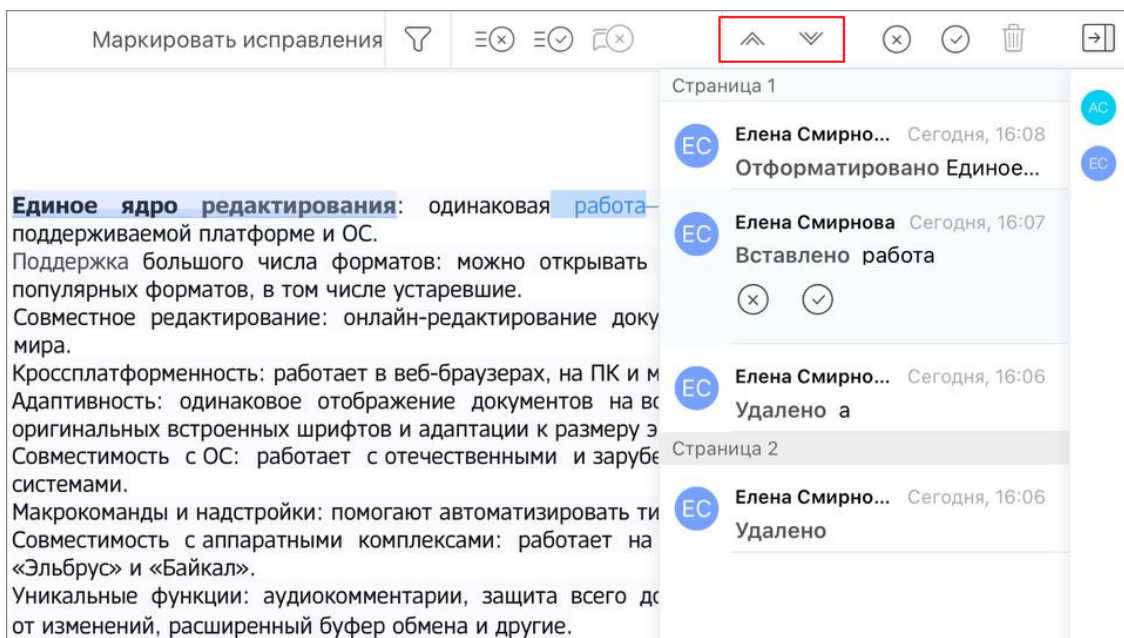 Маркировать исправления
Страница 1
AC
EC
Елена Смирно... Сегодня, 16:08
Отформатировано Единое...
EC
EC
Елена Смирнова Сегодня, 16:07
Вставлено работа
EC
Елена Смирно... Сегодня, 16:06
Удалено а
Страница 2
EC
Елена Смирно... Сегодня, 16:06
Удалено
Единое ядро редактирования: одинаковая работа
поддерживаемой платформе и ОС.
Поддержка большого числа форматов: можно открывать
популярных форматов, в том числе устаревшие.
Совместное редактирование: онлайн-редактирование доку
мира.
Кроссплатформенность: работает в веб-браузерах, на ПК и м
Адаптивность: одинаковое отображение документов на вс
оригинальных встроенных шрифтов и адаптации к размеру э
Совместимость с ОС: работает с отечественными и зарубе
системами.
Макрокоманды и надстройки: помогают автоматизировать ти
Совместимость с аппаратными комплексами: работает на
«Эльбрус» и «Байкал».
Уникальные функции: аудиокомментарии, защита всего до
от изменений, расширенный буфер обмена и другие.